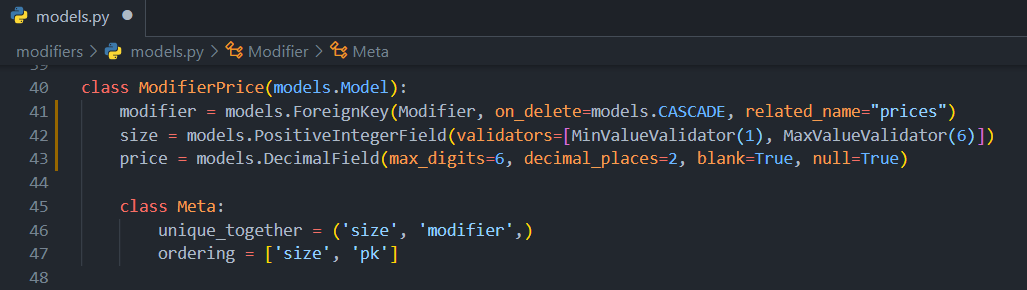 models.py
modifiers > models.py > Modifier > Meta
39
40 class ModifierPrice(models.Model):
41     modifier = models.ForeignKey(Modifier, on_delete=models.CASCADE, related_name="prices")
42     size = models.PositiveIntegerField(validators=[MinValueValidator(1), MaxValueValidator(6)])
43     price = models.DecimalField(max_digits=6, decimal_places=2, blank=True, null=True)
44
45     class Meta:
46         unique_together = ('size', 'modifier',)
47         ordering = ['size', 'pk']
48